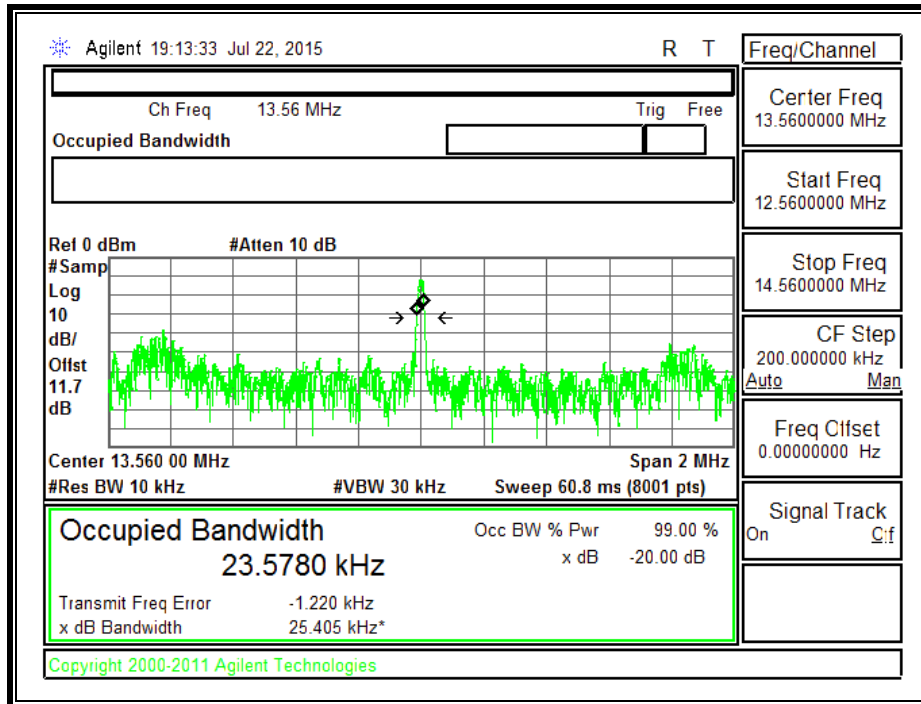 Agilent 19:13:33 Jul 22, 2015 R T
Freq/Channel
Ch Freq 13.56 MHz Trig Free
Occupied Bandwidth
Center Freq
13.5600000 MHz
Start Freq
12.5600000 MHz
Stop Freq
14.5600000 MHz
CF Step
200.000000 kHz
Auto Man
Freq Offset
0.00000000 Hz
Signal Track
On Off
Ref 0 dBm #Atten 10 dB
#Samp
Log
10
dB/
Offst
11.7
dB
Center 13.560 00 MHz Span 2 MHz
#Res BW 10 kHz #VBW 30 kHz Sweep 60.8 ms (8001 pts)
Occupied Bandwidth Occ BW % Pwr 99.00 %
23.5780 kHz x dB -20.00 dB
Transmit Freq Error -1.220 kHz
x dB Bandwidth 25.405 kHz*
Copyright 2000-2011 Agilent Technologies